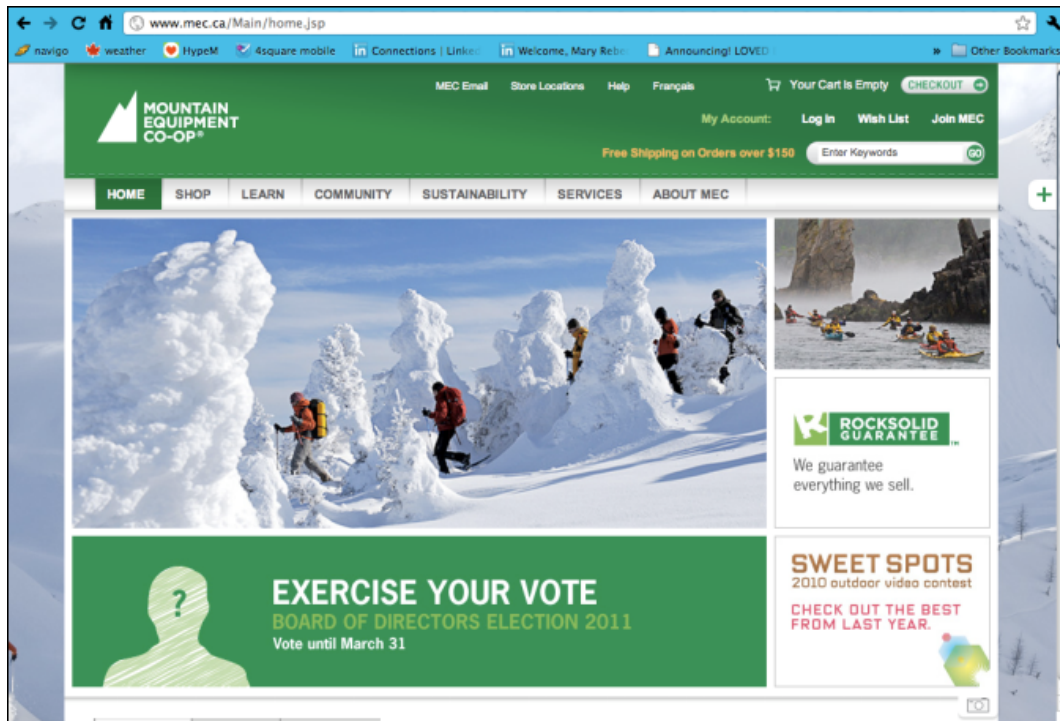 www.mec.ca/Main/home.jsp
navigo weather HypeM 4square mobile Connections | Linked Welcome, Mary Rebe Announcing! LOVED Other Bookmarks
MEC Email Store Locations Help Français Your Cart Is Empty CHECKOUT
MOUNTAIN
EQUIPMENT
CO-OP®
My Account: Log In Wish List Join MEC
Free Shipping on Orders over $150 Enter Keywords GO
HOME SHOP LEARN COMMUNITY SUSTAINABILITY SERVICES ABOUT MEC
ROCKSOLID
GUARANTEE™
We guarantee
everything we sell.
?
EXERCISE YOUR VOTE
BOARD OF DIRECTORS ELECTION 2011
Vote until March 31
SWEET SPOTS
2010 outdoor video contest
CHECK OUT THE BEST
FROM LAST YEAR.